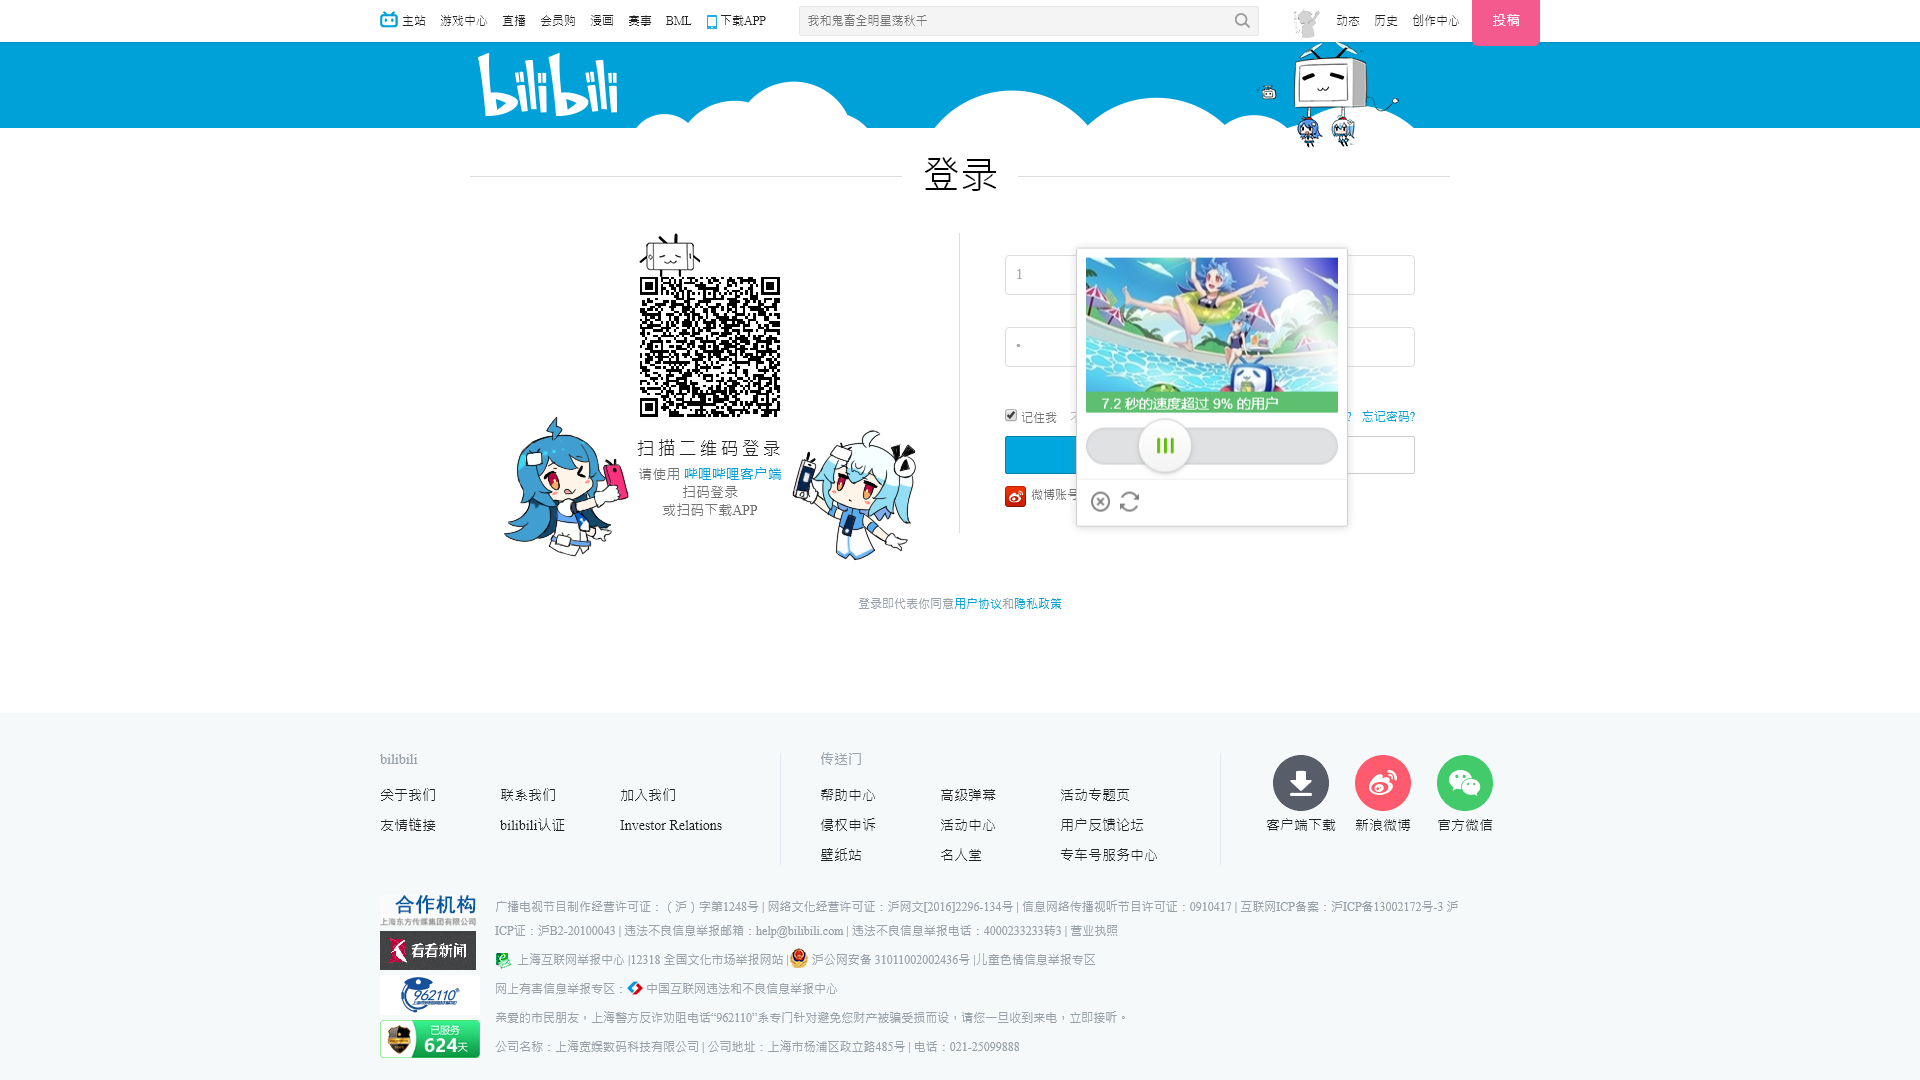 主站 游戏中心 直播 会员购 漫画 赛事 BML 下载APP 我和鬼畜全明星荡秋千 动态 历史 创作中心 投稿
bilibili
登录
1
7.2 秒的速度超过 9% 的用户
记住我 不
? 忘记密码?
扫描二维码登录
请使用 哔哩哔哩客户端
扫码登录
或扫码下载APP
微博账号
登录即代表你同意用户协议和隐私政策
bilibili
关于我们 联系我们 加入我们
友情链接 bilibili认证 Investor Relations
传送门
帮助中心 高级弹幕 活动专题页
侵权申诉 活动中心 用户反馈论坛
壁纸站 名人堂 专车号服务中心
客户端下载 新浪微博 官方微信
合作机构
上海东方传媒集团有限公司
看看新闻
962110
已服务
624天
广播电视节目制作经营许可证：（沪）字第1248号 | 网络文化经营许可证：沪网文[2016]2296-134号 | 信息网络传播视听节目许可证：0910417 | 互联网ICP备案：沪ICP备13002172号-3 沪
ICP证：沪B2-20100043 | 违法不良信息举报邮箱：help@bilibili.com | 违法不良信息举报电话：4000233233转3 | 营业执照
上海互联网举报中心 |12318 全国文化市场举报网站 | 沪公网安备 31011002002436号 |儿童色情信息举报专区
网上有害信息举报专区： 中国互联网违法和不良信息举报中心
亲爱的市民朋友，上海警方反诈劝阻电话“962110”系专门针对避免您财产被骗受损而设，请您一旦收到来电，立即接听。
公司名称：上海宽娱数码科技有限公司 | 公司地址：上海市杨浦区政立路485号 | 电话：021-25099888